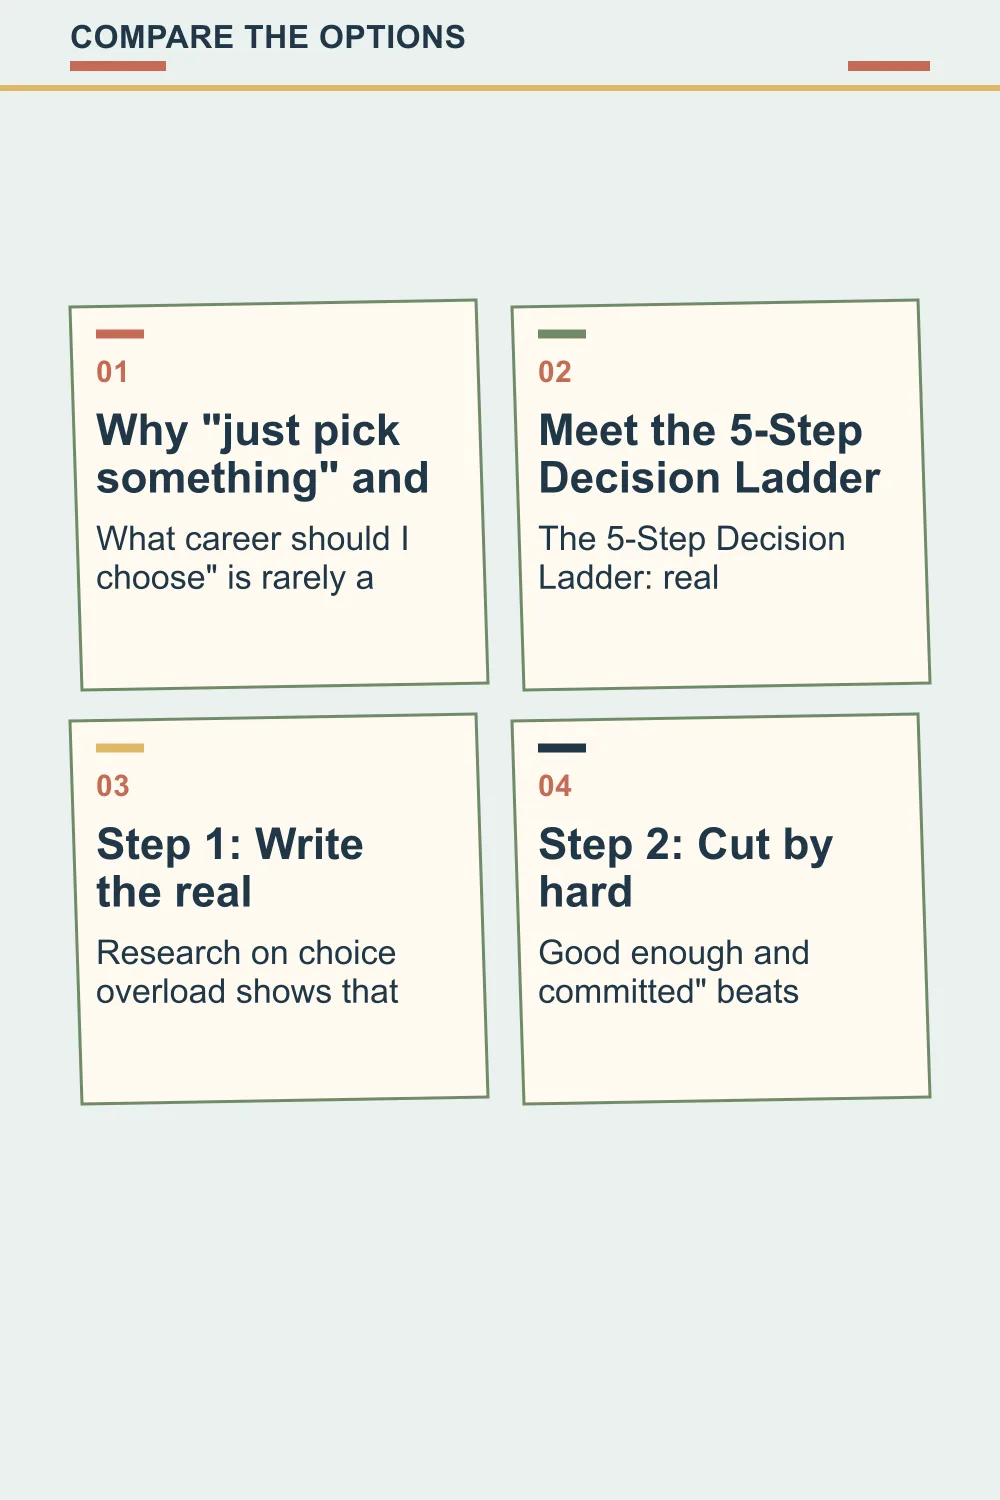 COMPARE THE OPTIONS
01
Why "just pick
something" and
What career should I
choose" is rarely a
02
Meet the 5-Step
Decision Ladder
The 5-Step Decision
Ladder: real
03
Step 1: Write
the real
Research on choice
overload shows that
04
Step 2: Cut by
hard
Good enough and
committed" beats